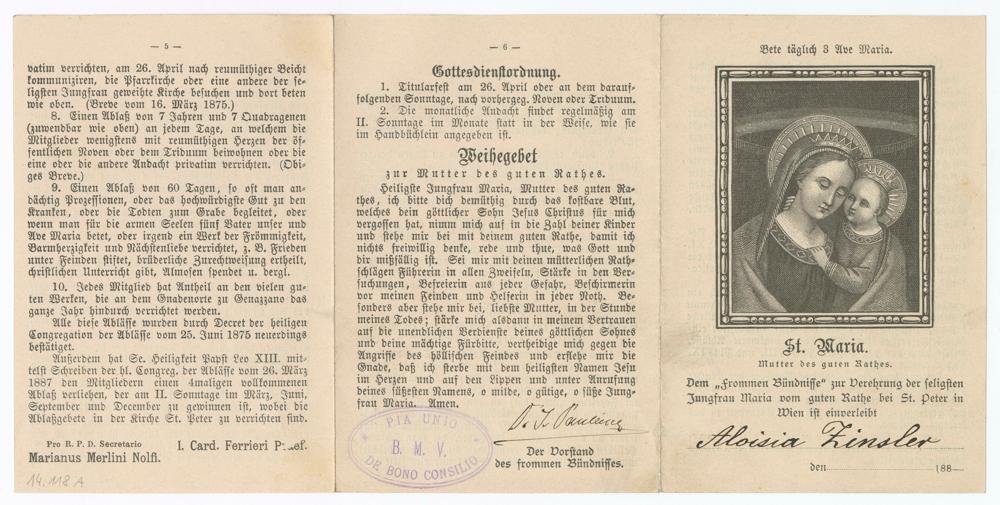 — 5 —
vatim verrichten, am 26. April nach reumüthiger Beicht
kommuniziren, die Pfarrkirche oder eine andere der se-
ligsten Jungfrau geweihte Kirche besuchen und dort beten
wie oben. (Breve vom 16. März 1875.)
8. Einen Ablaß von 7 Jahren und 7 Quadragenen
(zuwendbar wie oben) an jedem Tage, an welchem die
Mitglieder wenigstens mit reumüthigen Herzen der öf-
fentlichen Noven oder dem Triduum beiwohnen oder die
eine oder die andere Andacht privatim verrichten. (Obi-
ges Breve.)
9. Einen Ablaß von 60 Tagen, so oft man an-
dächtig Prozessionen, oder das hochwürdigste Gut zu den
Kranken, oder die Todten zum Grabe begleitet, oder
wenn man für die armen Seelen fünf Vater unser und
Ave Maria betet, oder irgend ein Werk der Frömmigkeit,
Barmherzigkeit und Nächstenliebe verrichtet, z. B. Frieden
unter Feinden stiftet, brüderliche Zurechtweisung ertheilt,
christlichen Unterricht gibt, Almosen spendet u. dergl.
10. Jedes Mitglied hat Antheil an den vielen gu-
ten Werken, die an dem Gnadenorte zu Genazzano das
ganze Jahr hindurch verrichtet werden.
Alle diese Ablässe wurden durch Decret der heiligen
Congregation der Ablässe vom 25. Juni 1875 neuerdings
bestätiget.
Außerdem hat Se. Heiligkeit Papst Leo XIII. mit-
telst Schreiben der hl. Congreg. der Ablässe vom 26. März
1887 den Mitgliedern einen 4maligen vollkommenen
Ablaß verliehen, der am II. Sonntage im März, Juni,
September und December zu gewinnen ist, wobei die
Ablaßgebete in der Kirche St. Peter zu verrichten sind.
Pro R. P. D. Secretario
Marianus Merlini Nolfi.
I. Card. Ferrieri Praef.
14.118 A
— 6 —
Gottesdienstordnung.
1. Titularfest am 26. April oder an dem darauf-
folgenden Sonntage, nach vorhergeg. Noven oder Triduum.
2. Die monatliche Andacht findet regelmäßig am
II. Sonntage im Monate statt in der Weise, wie sie
im Handbüchlein angegeben ist.
Weihegebet
zur Mutter des guten Rathes.
Heiligste Jungfrau Maria, Mutter des guten Ra-
thes, ich bitte dich demüthig durch das kostbare Blut,
welches dein göttlicher Sohn Jesus Christus für mich
vergossen hat, nimm mich auf in die Zahl deiner Kinder
und stehe mir bei mit deinem guten Rathe, damit ich
nichts freiwillig denke, rede und thue, was Gott und
dir mißfällig ist. Sei mir mit deinen mütterlichen Rath-
schlägen Führerin in allen Zweifeln, Stärke in den Ver-
suchungen, Befreierin aus jeder Gefahr, Beschirmerin
vor meinen Feinden und Helferin in jeder Noth. Be-
sonders aber stehe mir bei, liebste Mutter, in der Stunde
meines Todes; stärke mich alsdann in meinem Vertrauen
auf die unendlichen Verdienste deines göttlichen Sohnes
und deine mächtige Fürbitte, vertheidige mich gegen die
Angriffe des höllischen Feindes und erflehe mir die
Gnade, daß ich sterbe mit dem heiligsten Namen Jesu
im Herzen und auf den Lippen und unter Anrufung
deines süßesten Namens, o milde, o gütige, o süße Jung-
frau Maria. Amen.
PIA UNIO
B. M. V.
DE BONO CONSILIO
Der Vorstand
des frommen Bündnisses.
Bete täglich 3 Ave Maria.
St. Maria.
Mutter des guten Rathes.
Dem „Frommen Bündnisse“ zur Verehrung der seligsten
Jungfrau Maria vom guten Rathe bei St. Peter in
Wien ist einverleibt
Aloisia Zinsler
den 188